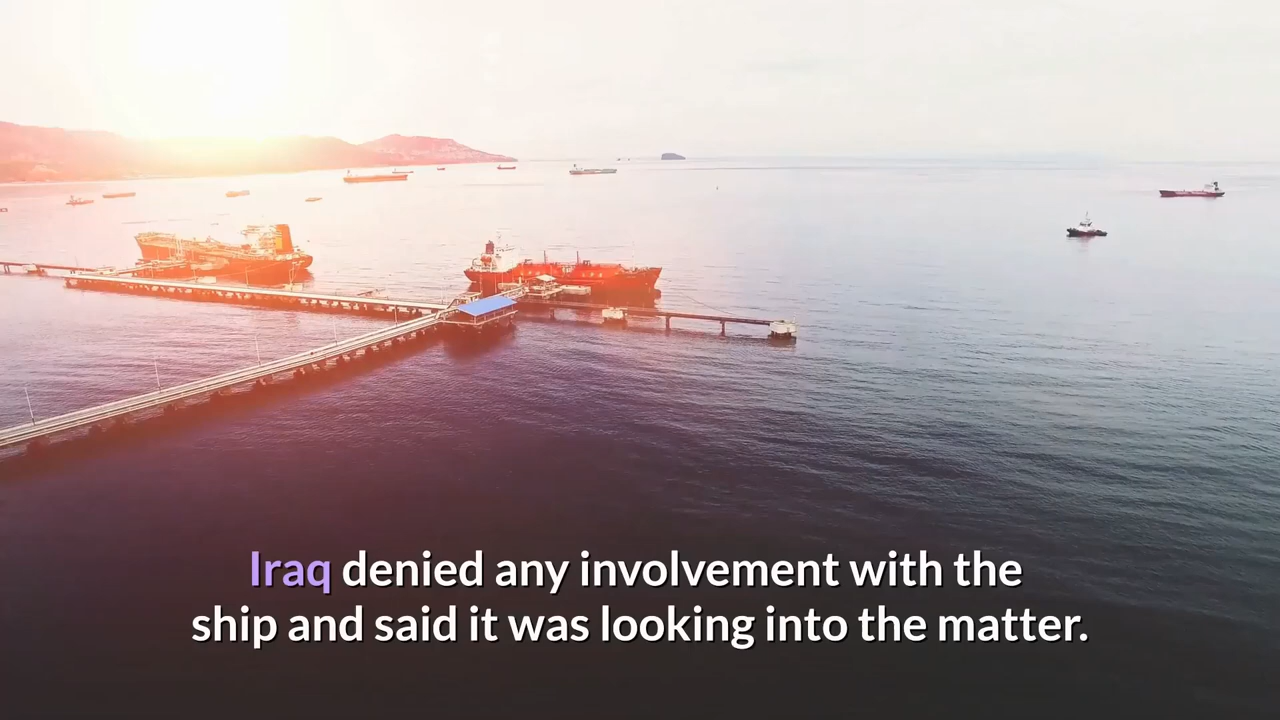 Iraq denied any involvement with the
ship and said it was looking into the matter.